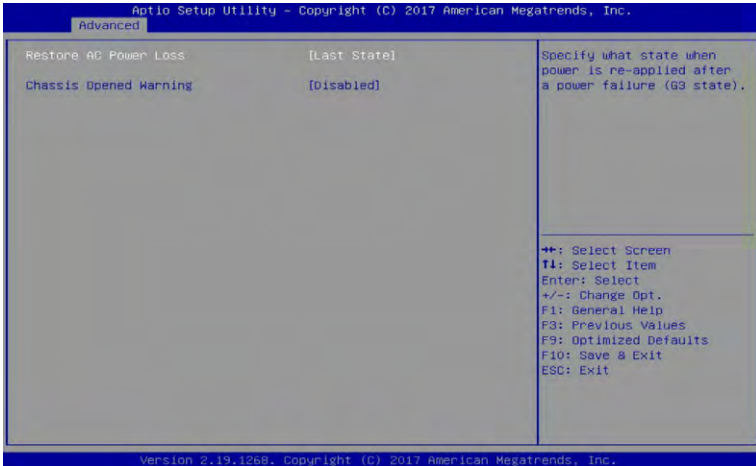 Aptio Setup Utility – Copyright (C) 2017 American Megatrends, Inc.
Advanced
Restore AC Power Loss [Last State]
Chassis Opened Warning [Disabled]
Specify what state when
power is re-applied after
a power failure (G3 state).
→←: Select Screen
↑↓: Select Item
Enter: Select
+/-: Change Opt.
F1: General Help
F3: Previous Values
F9: Optimized Defaults
F10: Save & Exit
ESC: Exit
Version 2.19.1268. Copyright (C) 2017 American Megatrends, Inc.